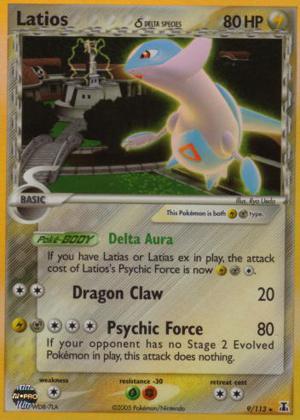 Latios
δ DELTA SPECIES
80 HP
Illus. Ryo Ueda
BASIC
This Pokémon is both type.
Poké-BODY Delta Aura
If you have Latias or Latias ex in play, the attack
cost of Latios's Psychic Force is now .
Dragon Claw 20
Psychic Force 80
If your opponent has no Stage 2 Evolved
Pokémon in play, this attack does nothing.
weakness
resistance -30
retreat cost
©2005 Pokémon/Nintendo
9/113 ★